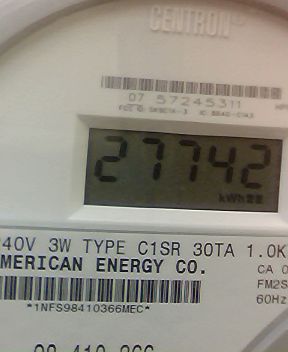 CENTRON®
07 57245311
27742
kWh
40V 3W TYPE C1SR 30TA 1.0K
MERICAN ENERGY CO.
CA 0
FM2S
60Hz
*1NFS98410366MEC*